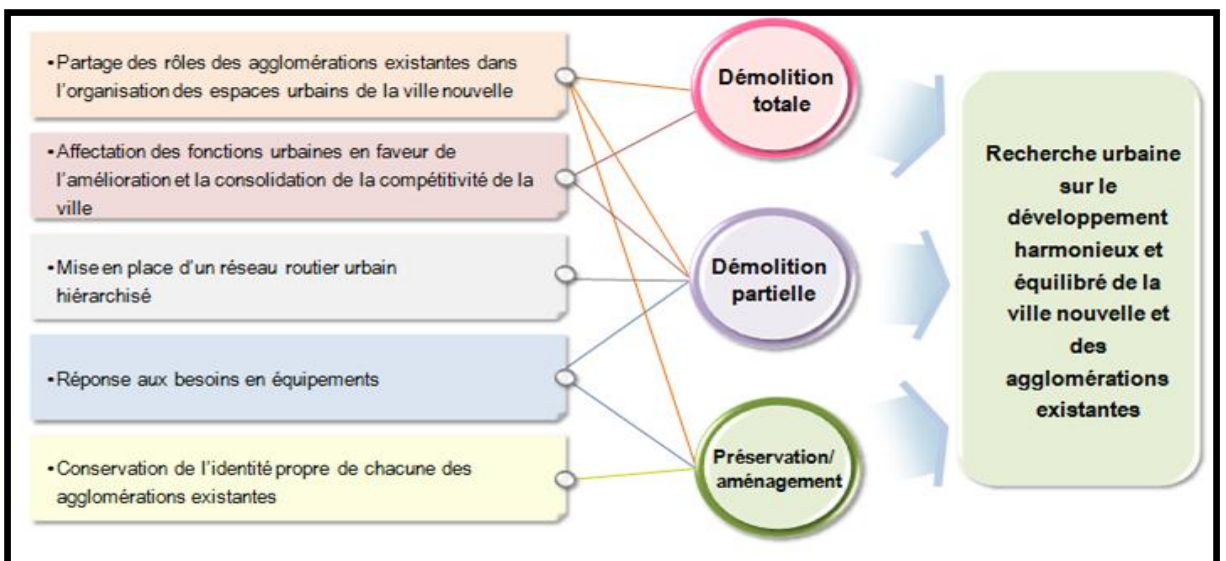 •Partage des rôles des agglomérations existantes dans
l'organisation des espaces urbains de la ville nouvelle
•Affectation des fonctions urbaines en faveur de
l'amélioration et la consolidation de la compétitivité de la
ville
•Mise en place d'un réseau routier urbain
hiérarchisé
•Réponse aux besoins en équipements
•Conservation de l'identité propre de chacune des
agglomérations existantes
Démolition
totale
Démolition
partielle
Préservation/
aménagement
Recherche urbaine
sur le
développement
harmonieux et
équilibré de la
ville nouvelle et
des
agglomérations
existantes